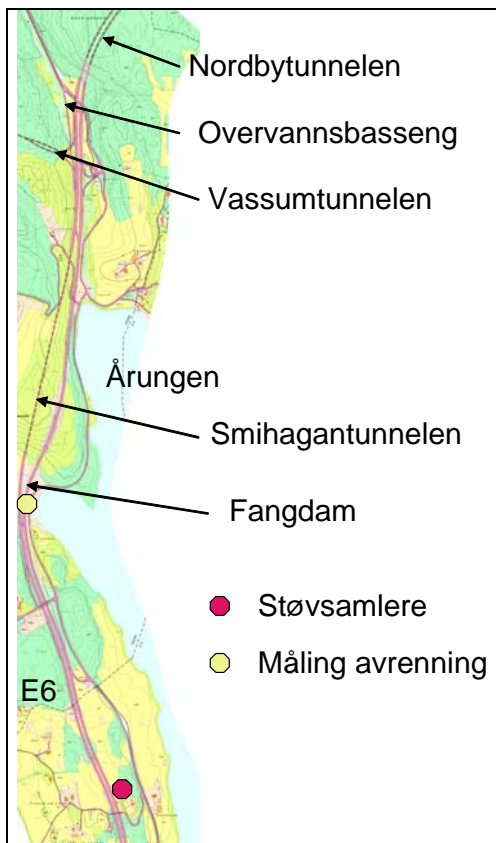 Nordbytunnelen
Overvannsbasseng
Vassumtunnelen
Årungen
Smihagantunnelen
Fangdam
Støvsamlere
Måling avrenning
E6